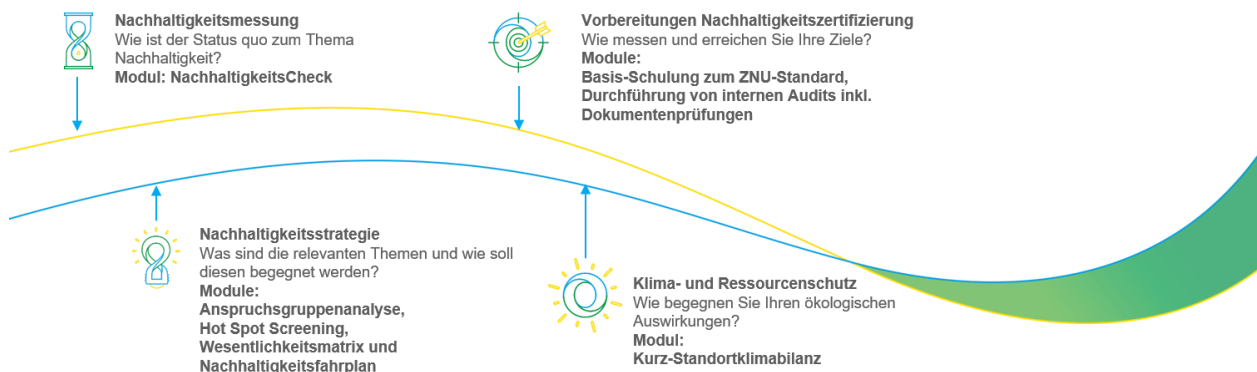 Nachhaltigkeitsmessung
Wie ist der Status quo zum Thema
Nachhaltigkeit?
Modul: NachhaltigkeitsCheck
Vorbereitungen Nachhaltigkeitszertifizierung
Wie messen und erreichen Sie Ihre Ziele?
Module:
Basis-Schulung zum ZNU-Standard,
Durchführung von internen Audits inkl.
Dokumentenprüfungen
Nachhaltigkeitsstrategie
Was sind die relevanten Themen und wie soll
diesen begegnet werden?
Module:
Anspruchsgruppenanalyse,
Hot Spot Screening,
Wesentlichkeitsmatrix und
Nachhaltigkeitsfahrplan
Klima- und Ressourcenschutz
Wie begegnen Sie Ihren ökologischen
Auswirkungen?
Modul:
Kurz-Standortklimabilanz